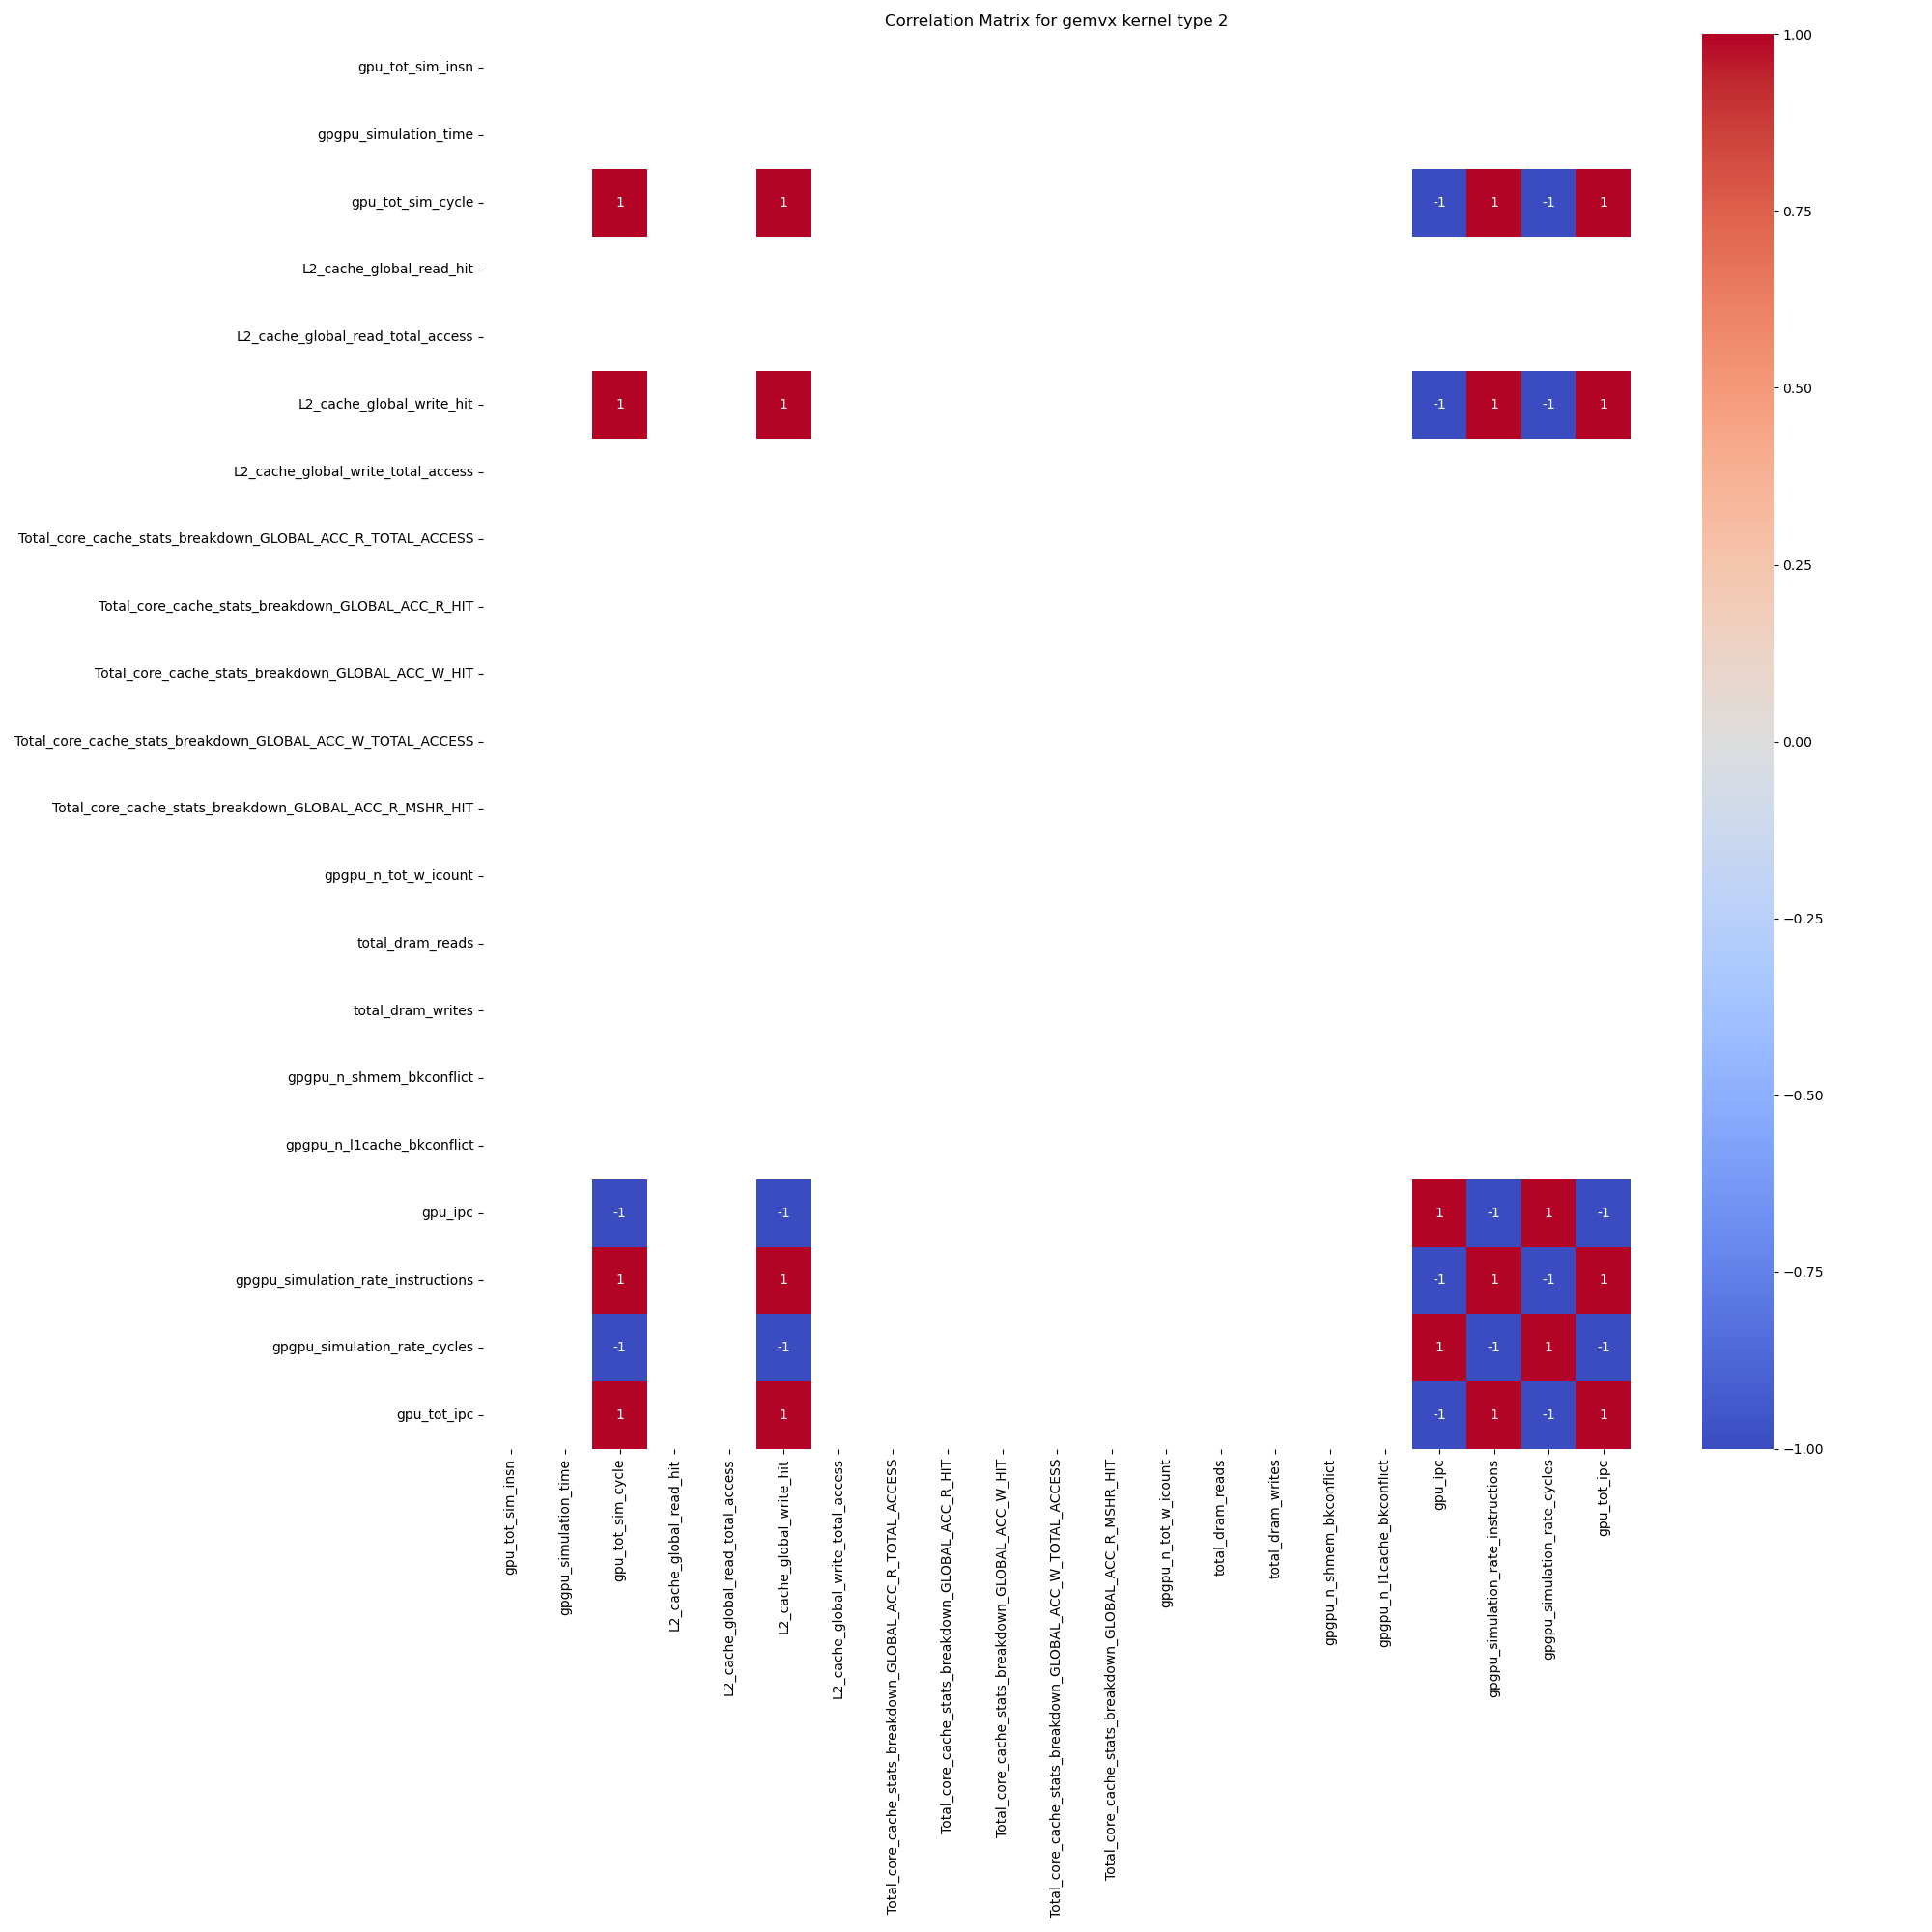 Correlation Matrix for gemvx kernel type 2
gpu_tot_sim_insn
gpgpu_simulation_time
gpu_tot_sim_cycle
1 1 -1 1 -1 1
L2_cache_global_read_hit
L2_cache_global_read_total_access
L2_cache_global_write_hit
1 1 -1 1 -1 1
L2_cache_global_write_total_access
Total_core_cache_stats_breakdown_GLOBAL_ACC_R_TOTAL_ACCESS
Total_core_cache_stats_breakdown_GLOBAL_ACC_R_HIT
Total_core_cache_stats_breakdown_GLOBAL_ACC_W_HIT
Total_core_cache_stats_breakdown_GLOBAL_ACC_W_TOTAL_ACCESS
Total_core_cache_stats_breakdown_GLOBAL_ACC_R_MSHR_HIT
gpgpu_n_tot_w_icount
total_dram_reads
total_dram_writes
gpgpu_n_shmem_bkconflict
gpgpu_n_l1cache_bkconflict
gpu_ipc
-1 -1 1 -1 1 -1
gpgpu_simulation_rate_instructions
1 1 -1 1 -1 1
gpgpu_simulation_rate_cycles
-1 -1 1 -1 1 -1
gpu_tot_ipc
1 1 -1 1 -1 1
gpu_tot_sim_insn
gpgpu_simulation_time
gpu_tot_sim_cycle
L2_cache_global_read_hit
L2_cache_global_read_total_access
L2_cache_global_write_hit
L2_cache_global_write_total_access
Total_core_cache_stats_breakdown_GLOBAL_ACC_R_TOTAL_ACCESS
Total_core_cache_stats_breakdown_GLOBAL_ACC_R_HIT
Total_core_cache_stats_breakdown_GLOBAL_ACC_W_HIT
Total_core_cache_stats_breakdown_GLOBAL_ACC_W_TOTAL_ACCESS
Total_core_cache_stats_breakdown_GLOBAL_ACC_R_MSHR_HIT
gpgpu_n_tot_w_icount
total_dram_reads
total_dram_writes
gpgpu_n_shmem_bkconflict
gpgpu_n_l1cache_bkconflict
gpu_ipc
gpgpu_simulation_rate_instructions
gpgpu_simulation_rate_cycles
gpu_tot_ipc
1.00
0.75
0.50
0.25
0.00
−0.25
−0.50
−0.75
−1.00